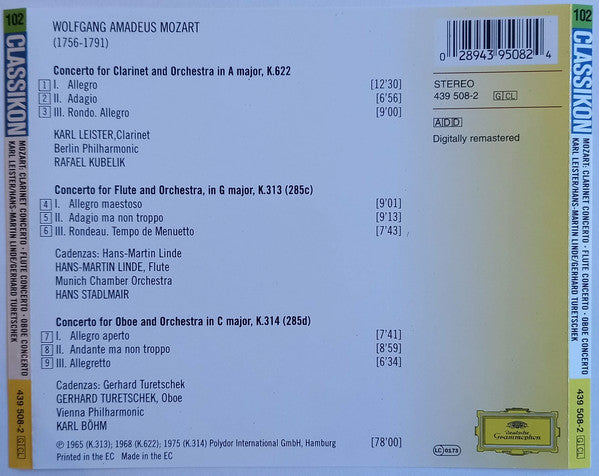 102 CLASSIKON
MOZART: CLARINET CONCERTO · FLUTE CONCERTO · OBOE CONCERTO
KARL LEISTER/HANS-MARTIN LINDE/GERHARD TURETSCHEK
439 508-2 G CL
WOLFGANG AMADEUS MOZART
(1756-1791)
Concerto for Clarinet and Orchestra in A major, K.622
1 I. Allegro [12'30]
2 II. Adagio [6'56]
3 III. Rondo. Allegro [9'00]
KARL LEISTER,Clarinet
Berlin Philharmonic
RAFAEL KUBELIK
Concerto for Flute and Orchestra, in G major, K.313 (285c)
4 I. Allegro maestoso [9'01]
5 II. Adagio ma non troppo [9'13]
6 III. Rondeau. Tempo de Menuetto [7'43]
Cadenzas: Hans-Martin Linde
HANS-MARTIN LINDE, Flute
Munich Chamber Orchestra
HANS STADLMAIR
Concerto for Oboe and Orchestra in C major, K.314 (285d)
7 I. Allegro aperto [7'41]
8 II. Andante ma non troppo [8'59]
9 III. Allegretto [6'34]
Cadenzas: Gerhard Turetschek
GERHARD TURETSCHEK, Oboe
Vienna Philharmonic
KARL BÖHM
℗ 1965 (K.313); 1968 (K.622); 1975 (K.314) Polydor International GmbH, Hamburg [78'00]
Printed in the EC Made in the EC
0 28943 95082 4
STEREO
439 508-2 G CL
A D D
Digitally remastered
LC 0173
Deutsche
Grammophon
102 CLASSIKON
MOZART: CLARINET CONCERTO · FLUTE CONCERTO · OBOE CONCERTO
KARL LEISTER/HANS-MARTIN LINDE/GERHARD TURETSCHEK
439 508-2 G CL